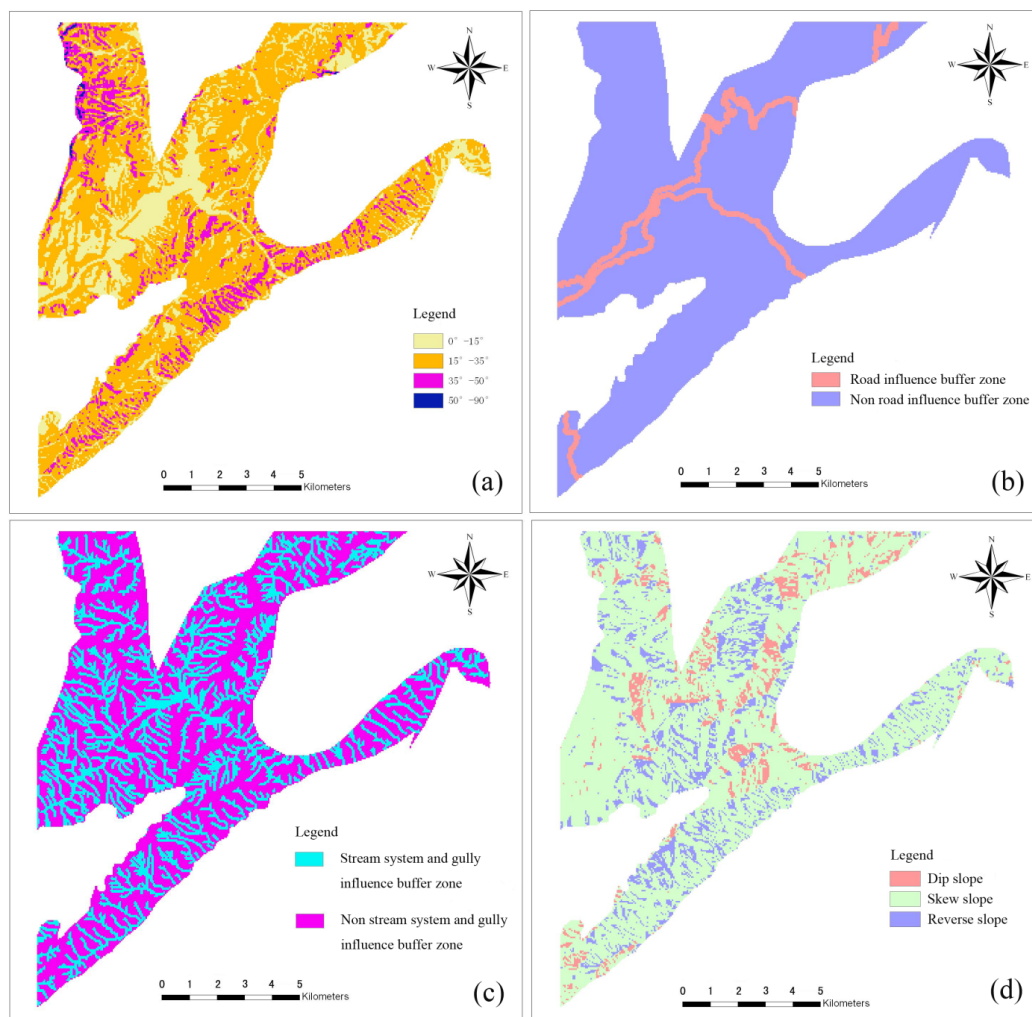 N
W E
S
Legend
0° -15°
15° -35°
35° -50°
50° -90°
0 1 2 3 4 5
Kilometers
(a)
N
W E
S
Legend
Road influence buffer zone
Non road influence buffer zone
0 1 2 3 4 5
Kilometers
(b)
N
W E
S
Legend
Stream system and gully
influence buffer zone
Non stream system and gully
influence buffer zone
0 1 2 3 4 5
Kilometers
(c)
N
W E
S
Legend
Dip slope
Skew slope
Reverse slope
0 1 2 3 4 5
Kilometers
(d)